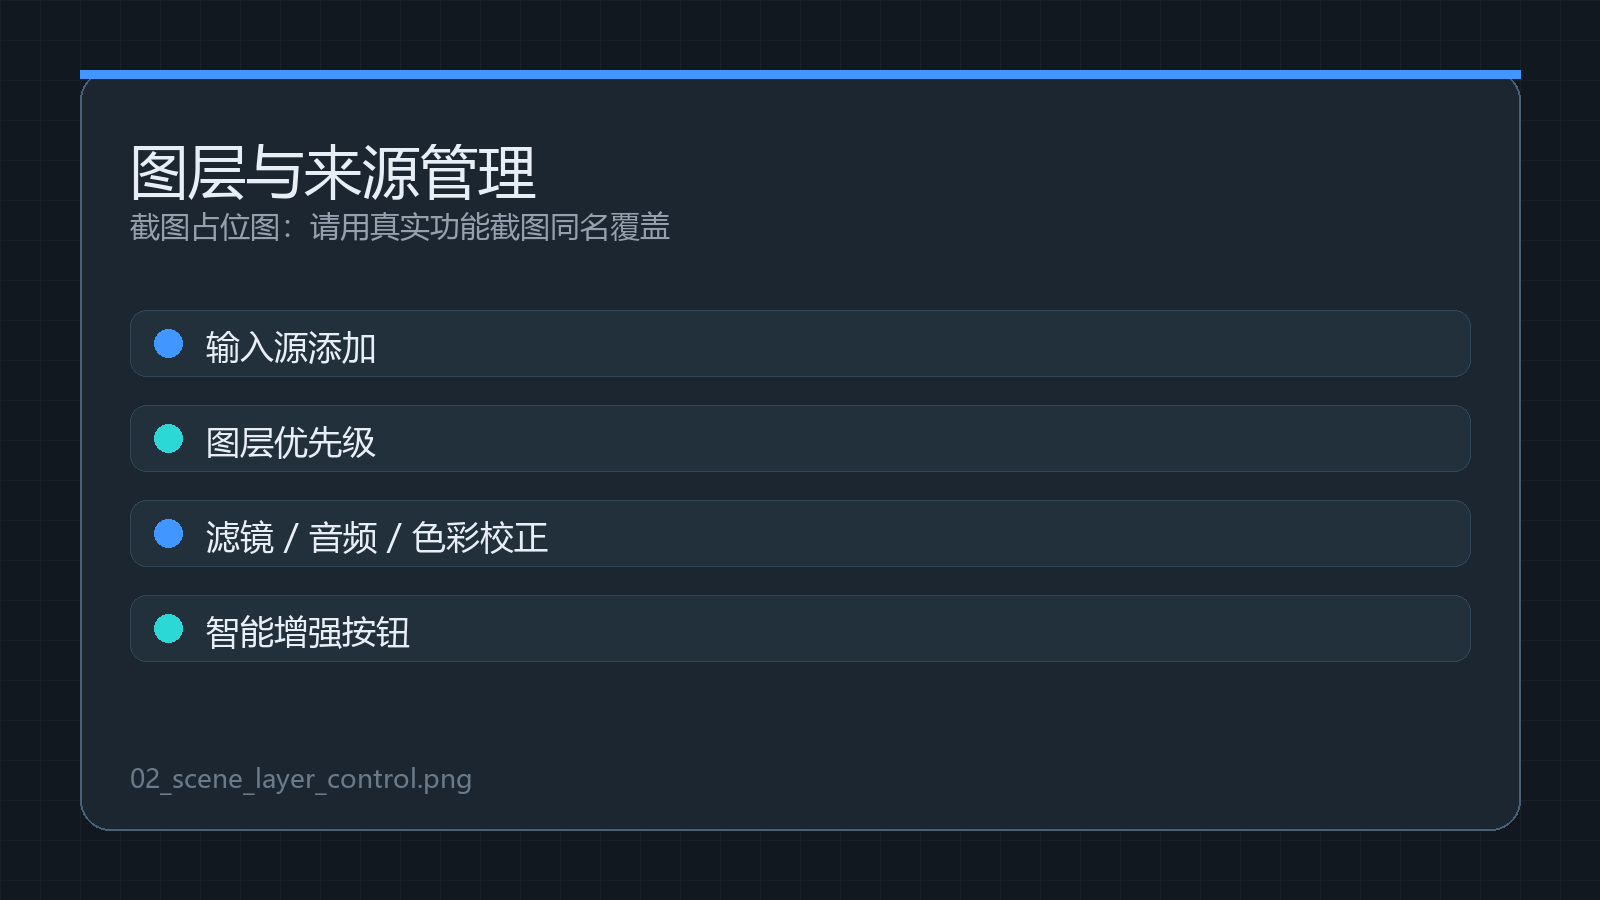 图层与来源管理
截图占位图：请用真实功能截图同名覆盖
输入源添加
图层优先级
滤镜 / 音频 / 色彩校正
智能增强按钮
02_scene_layer_control.png